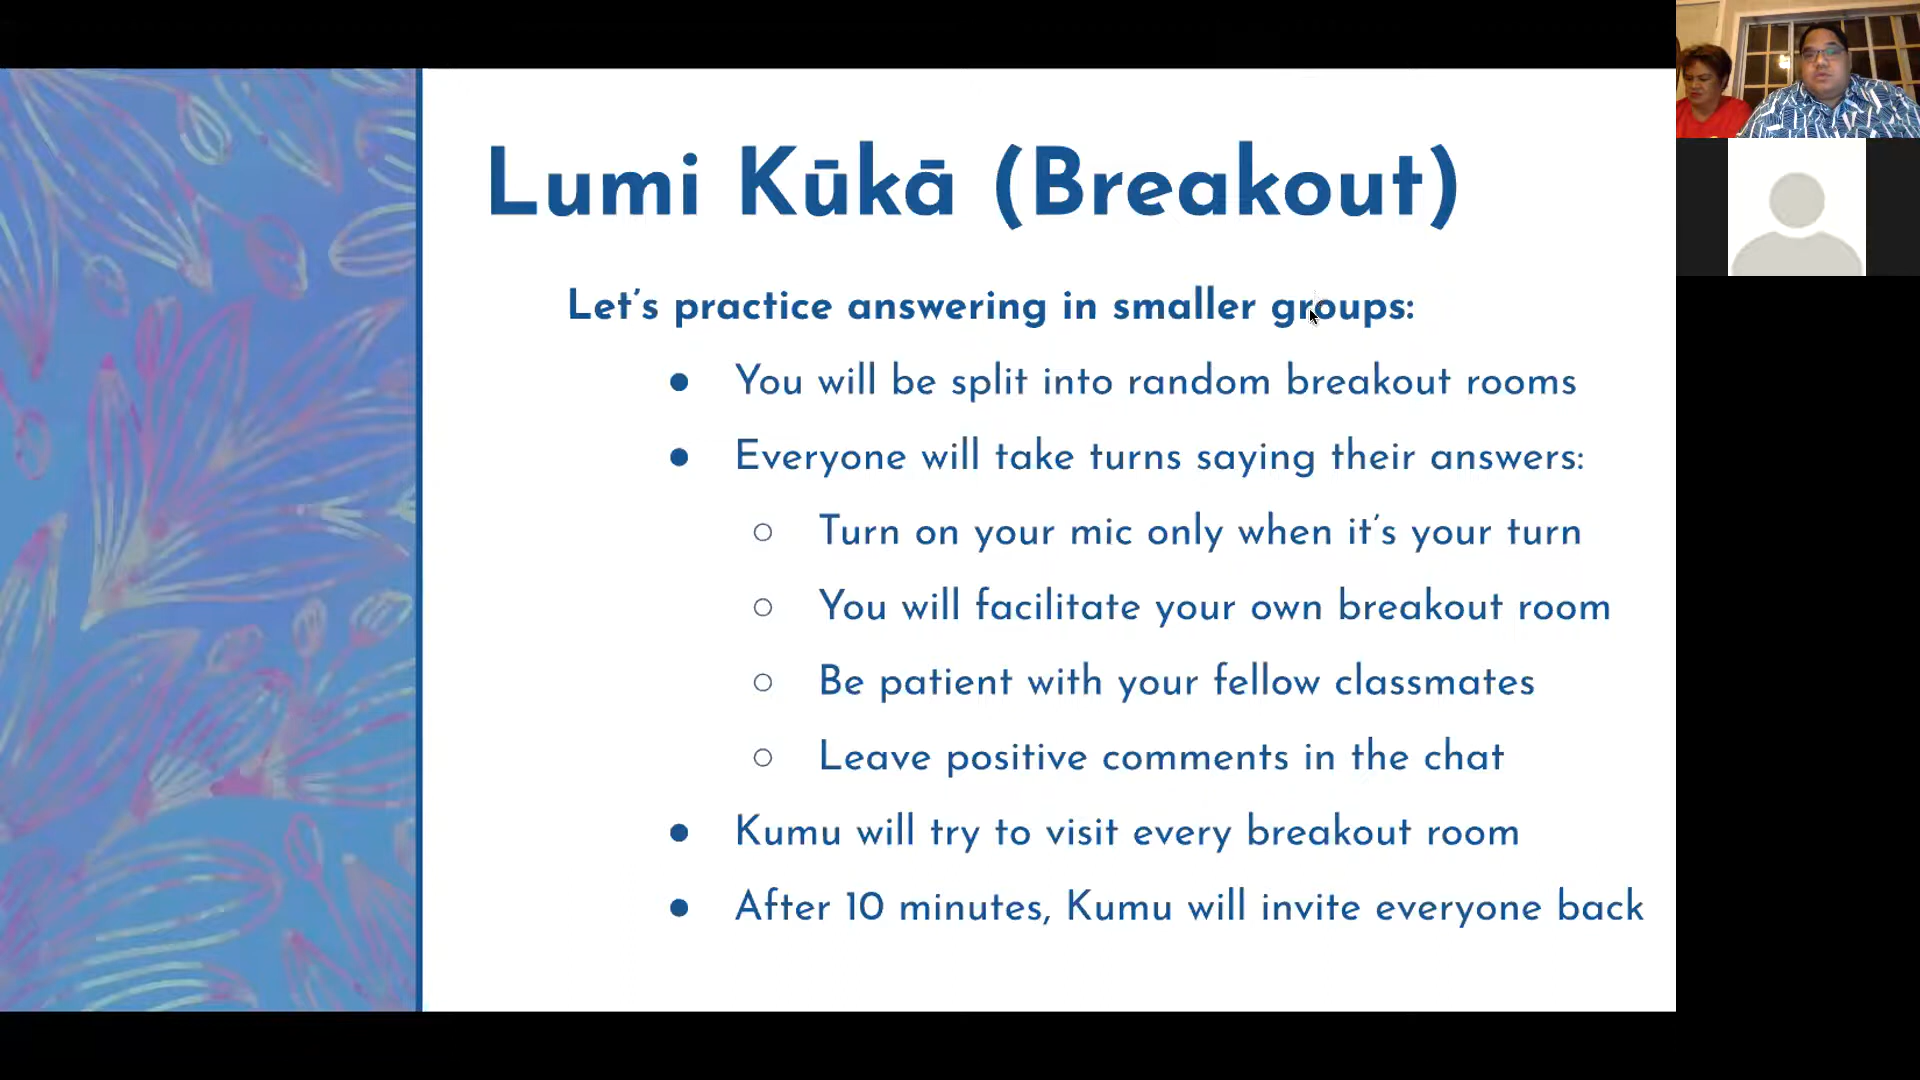 Lumi Kūkā (Breakout)
Let's practice answering in smaller groups:
● You will be split into random breakout rooms
● Everyone will take turns saying their answers:
○ Turn on your mic only when it's your turn
○ You will facilitate your own breakout room
○ Be patient with your fellow classmates
○ Leave positive comments in the chat
● Kumu will try to visit every breakout room
● After 10 minutes, Kumu will invite everyone back